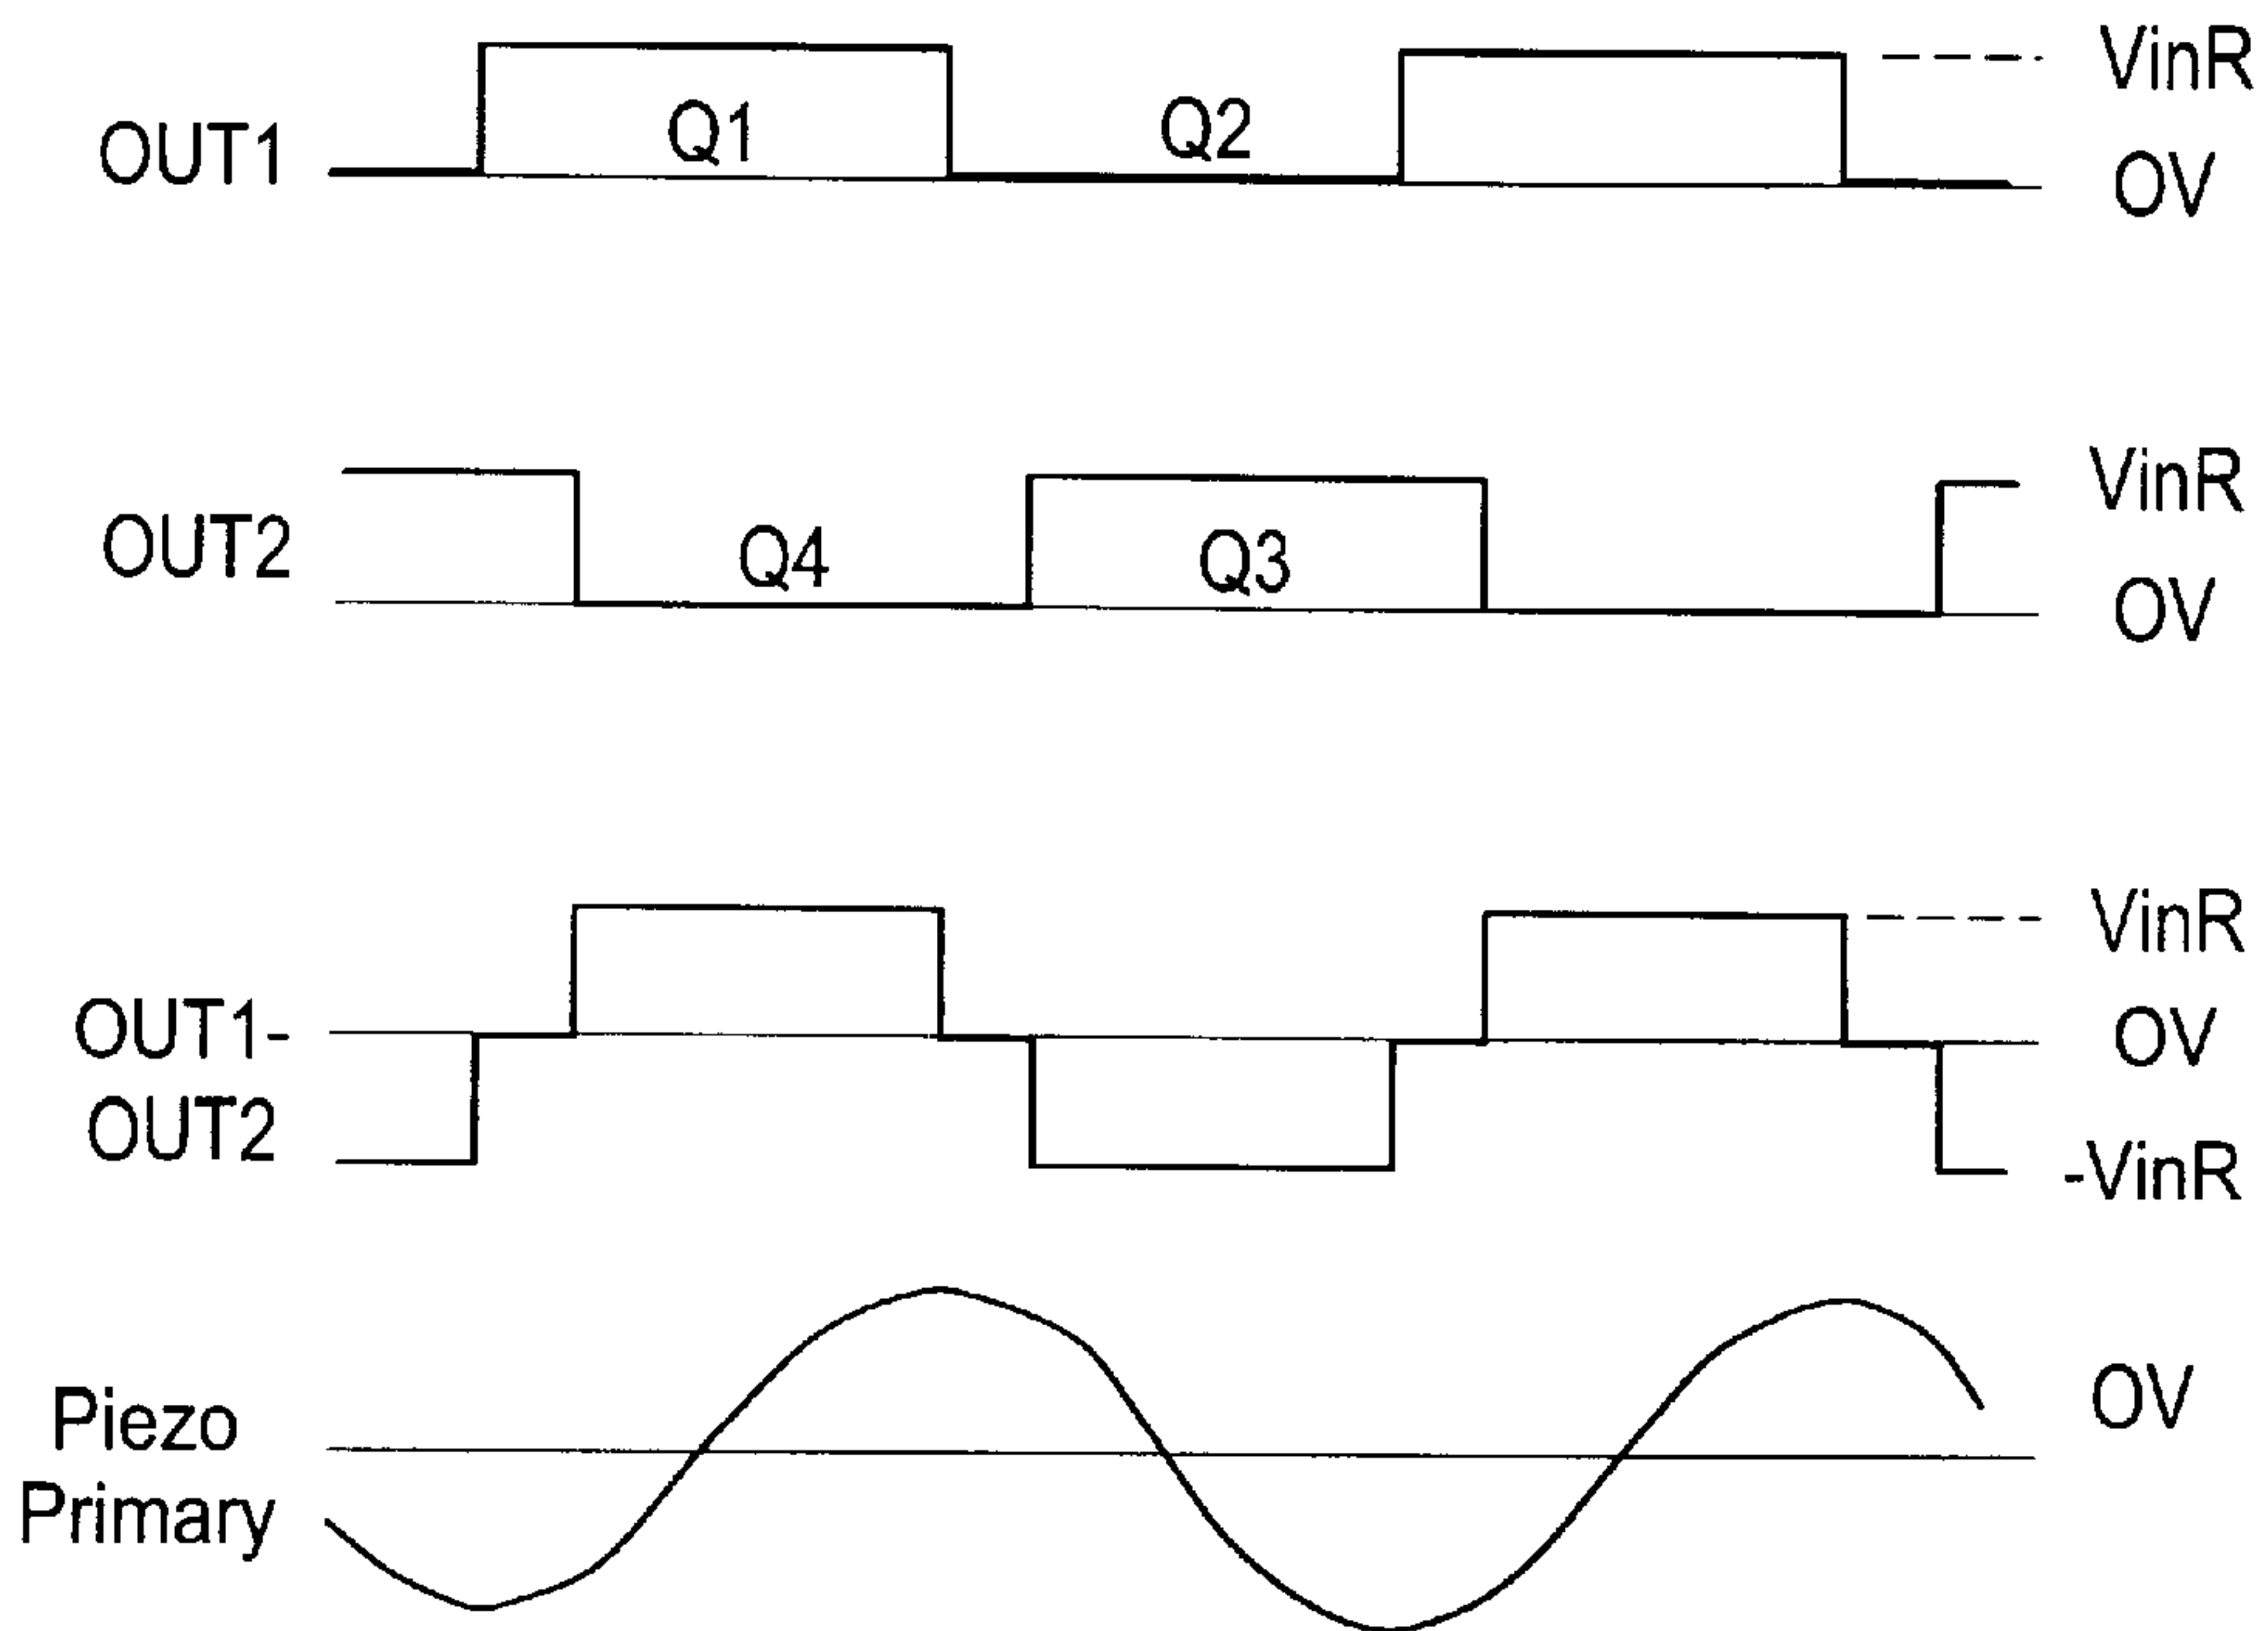 VinR
OUT1 Q1 Q2 OV
VinR
OUT2 Q4 Q3 OV
VinR
OUT1- OV
OUT2 -VinR
Piezo OV
Primary